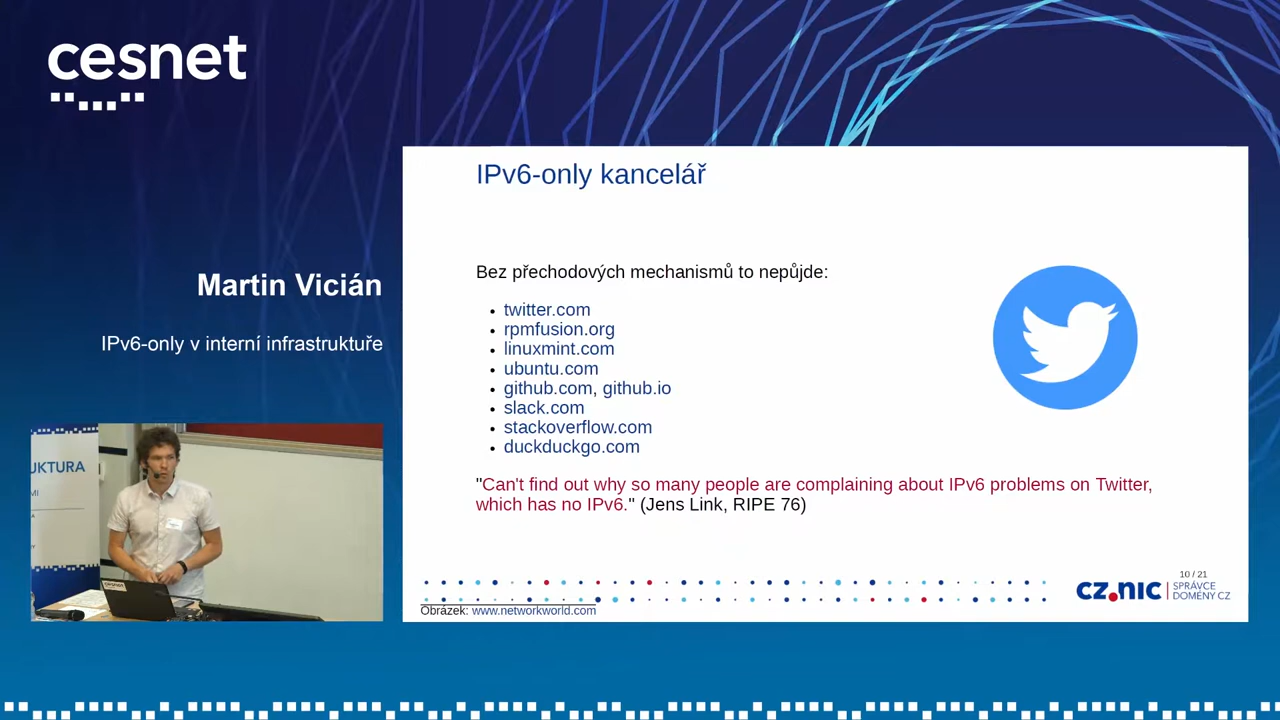 cesnet
IPv6-only kancelář
Bez přechodových mechanismů to nepůjde:
twitter.com
rpmfusion.org
linuxmint.com
ubuntu.com
github.com, github.io
slack.com
stackoverflow.com
duckduckgo.com
"Can't find out why so many people are complaining about IPv6 problems on Twitter,
which has no IPv6." (Jens Link, RIPE 76)
10 / 21
CZ.NIC
SPRÁVCE
DOMÉNY CZ
Obrázek: www.networkworld.com
Martin Vicián
IPv6-only v interní infrastruktuře
UKTURA